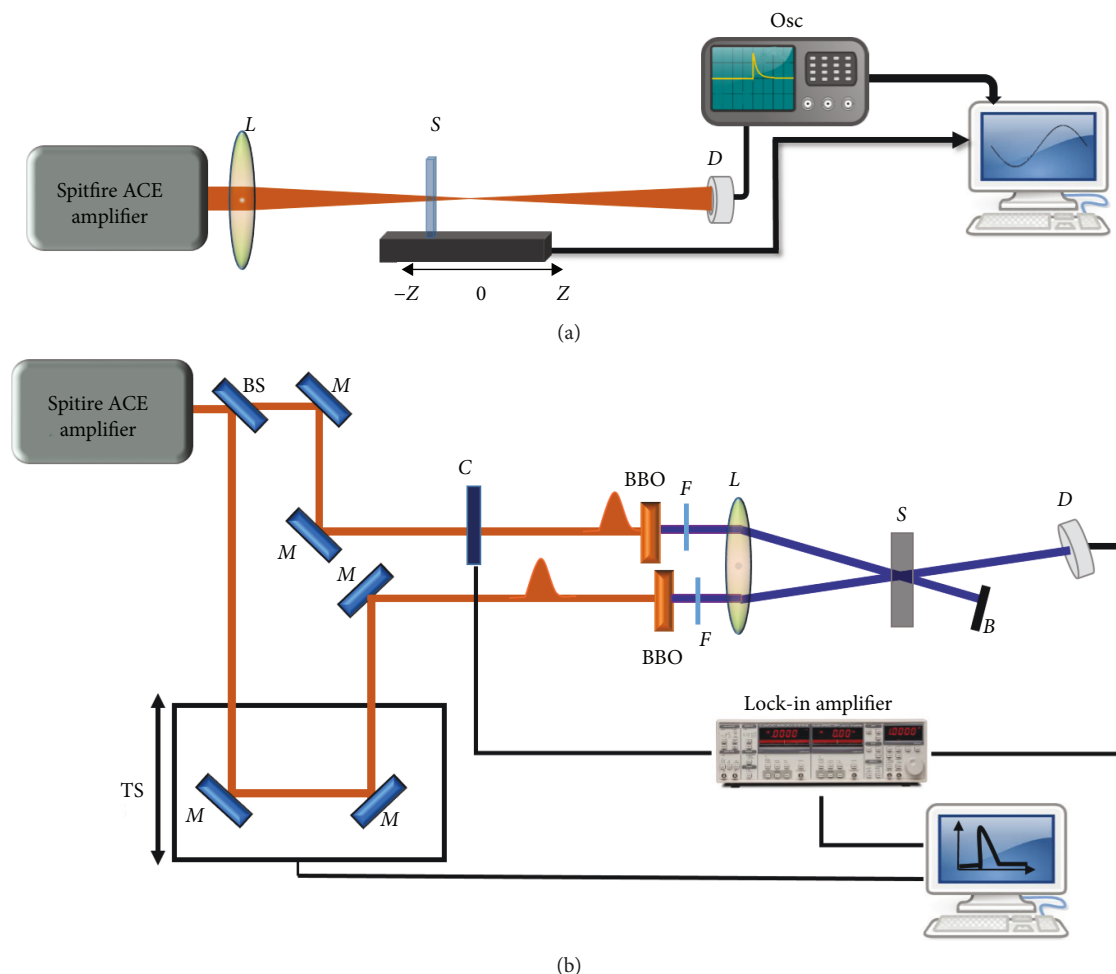 Osc
L
S
D
Spitfire ACE
amplifier
−Z
0
Z
(a)
BS
M
Spitire ACE
amplifier
C
BBO
F
L
D
S
M
M
B
F
BBO
Lock-in amplifier
TS
M
M
(b)